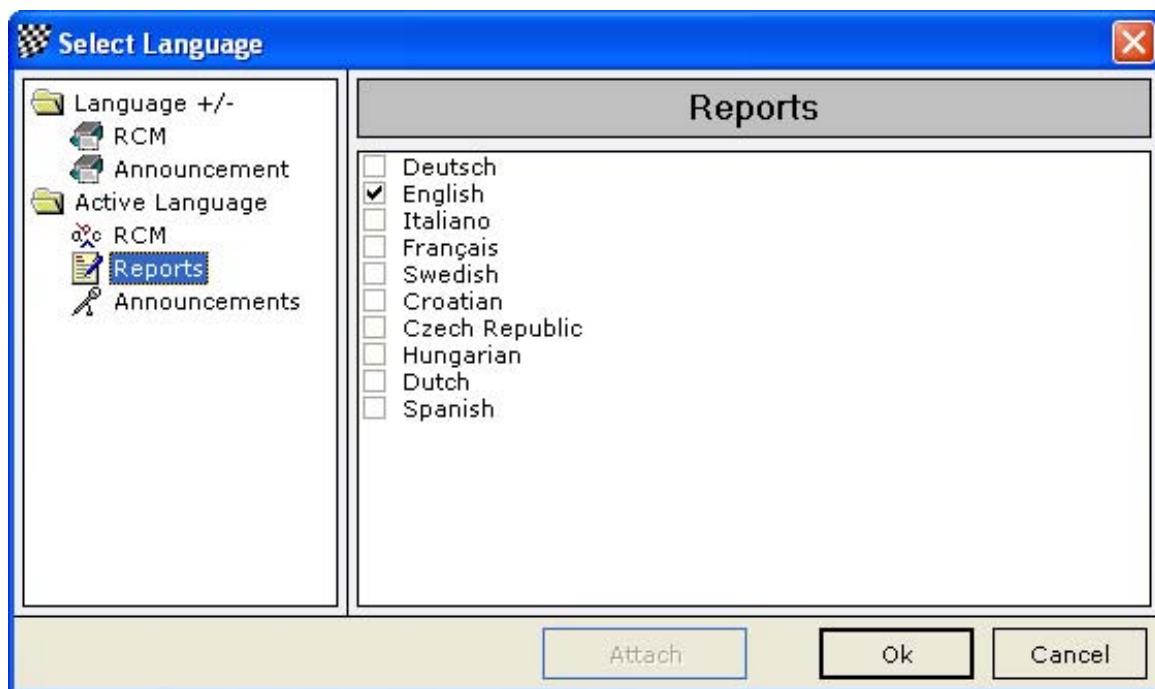 Select Language
Language +/-
RCM
Announcement
Active Language
RCM
Reports
Announcements
Reports
Deutsch
English
Italiano
Français
Swedish
Croatian
Czech Republic
Hungarian
Dutch
Spanish
Attach
Ok
Cancel